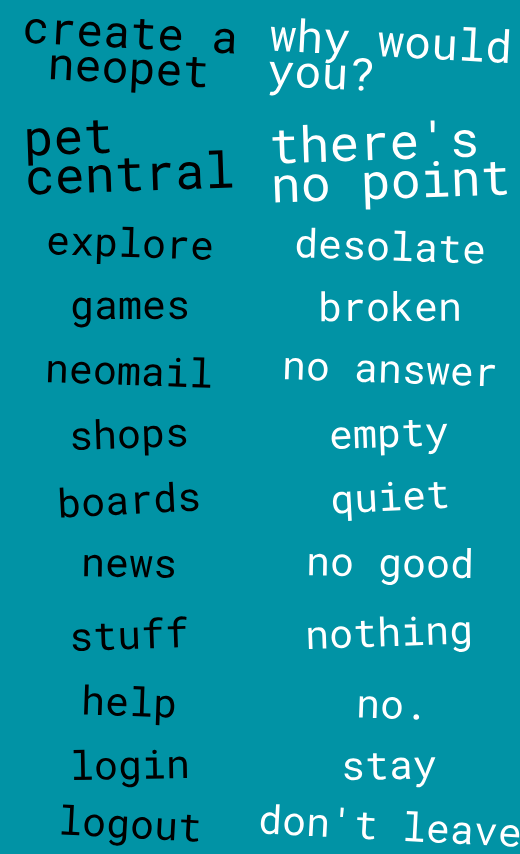 create a
neopet
why would
you?
pet
central
there's
no point
explore
desolate
games
broken
neomail
no answer
shops
empty
boards
quiet
news
no good
stuff
nothing
help
no.
login
stay
logout
don't leave